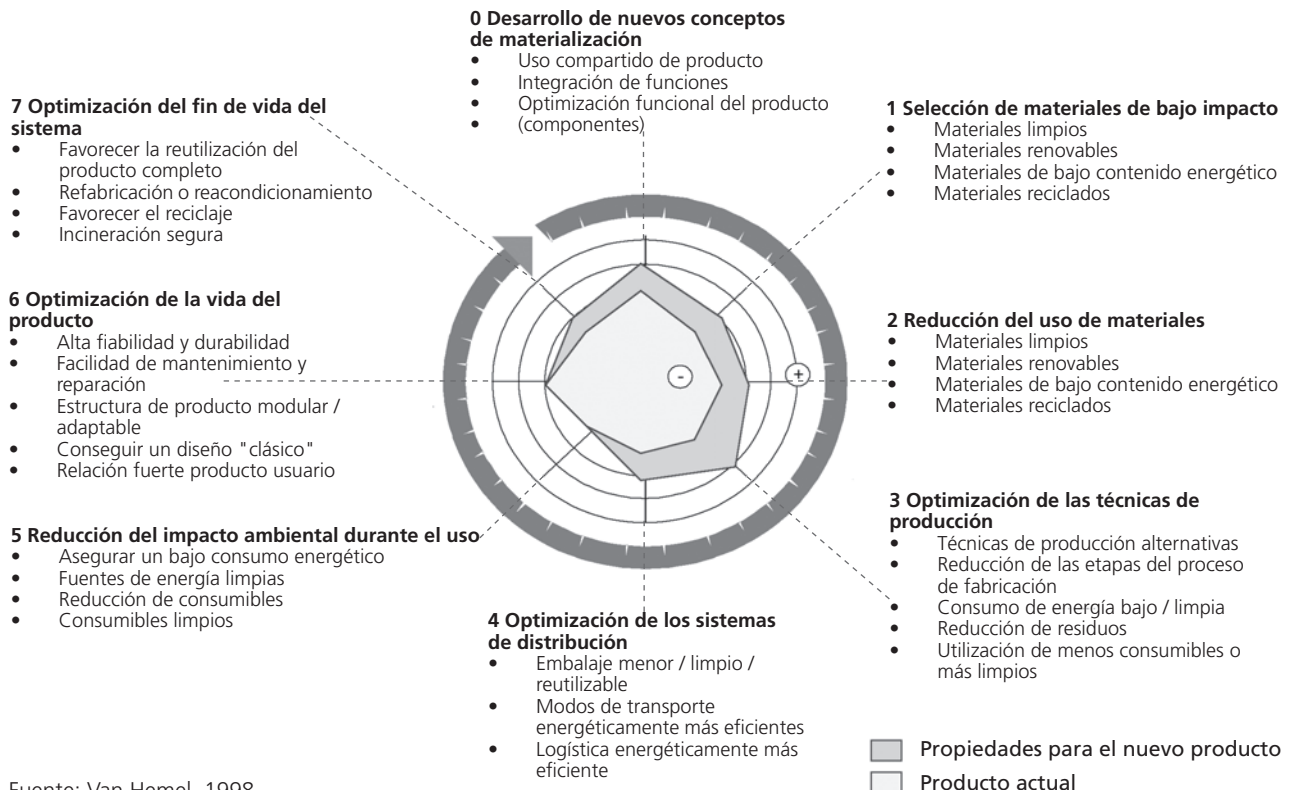 0 Desarrollo de nuevos conceptos
de materialización
• Uso compartido de producto
• Integración de funciones
• Optimización funcional del producto
• (componentes)
7 Optimización del fin de vida del
sistema
• Favorecer la reutilización del
producto completo
• Refabricación o reacondicionamiento
• Favorecer el reciclaje
• Incineración segura
1 Selección de materiales de bajo impacto
• Materiales limpios
• Materiales renovables
• Materiales de bajo contenido energético
• Materiales reciclados
6 Optimización de la vida del
producto
• Alta fiabilidad y durabilidad
• Facilidad de mantenimiento y
reparación
• Estructura de producto modular /
adaptable
• Conseguir un diseño "clásico"
• Relación fuerte producto usuario
-
+
2 Reducción del uso de materiales
• Materiales limpios
• Materiales renovables
• Materiales de bajo contenido energético
• Materiales reciclados
5 Reducción del impacto ambiental durante el uso
• Asegurar un bajo consumo energético
• Fuentes de energía limpias
• Reducción de consumibles
• Consumibles limpios
3 Optimización de las técnicas de
producción
• Técnicas de producción alternativas
• Reducción de las etapas del proceso
de fabricación
• Consumo de energía bajo / limpia
• Reducción de residuos
• Utilización de menos consumibles o
más limpios
4 Optimización de los sistemas
de distribución
• Embalaje menor / limpio /
reutilizable
• Modos de transporte
energéticamente más eficientes
• Logística energéticamente más
eficiente
Propiedades para el nuevo producto
Producto actual
Fuente: Van Hemel, 1998